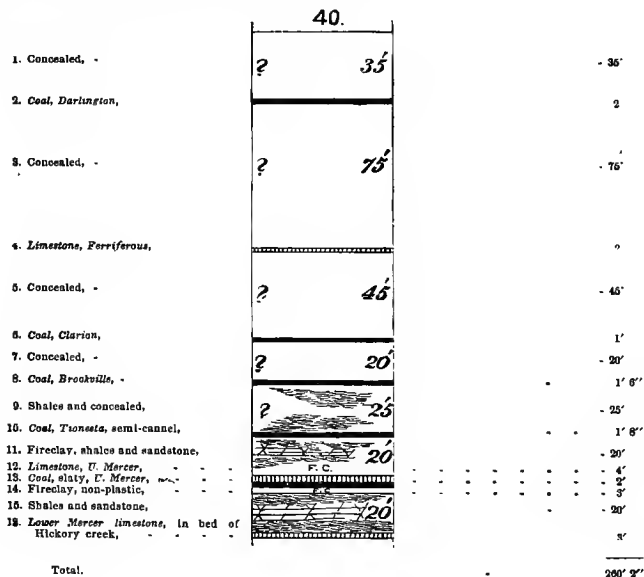 40.
1. Concealed, - ? 35' - 35'
2. Coal, Darlington, 2
3. Concealed, - ? 75' - 75'
4. Limestone, Ferriferous, ?
5. Concealed, - ? 45' - 45'
6. Coal, Clarion, 1'
7. Concealed, - ? 20' - 20'
8. Coal, Brookville, - - 1' 6"
9. Shales and concealed, ? 25' - - 25'
10. Coal, Tionesta, semi-cannel, - - - 1' 8"
11. Fireclay, shales and sandstone, 20' - 20'
F. C.
12. Limestone, U. Mercer, - - - - - - - - - - 4'
13. Coal, slaty, U. Mercer, - - - - - - - - - 2'
14. Fireclay, non-plastic, - - F. C. - - - - - - - 3'
15. Shales and sandstone, 20' - 20'
Lower Mercer limestone, in bed of
Hickory creek, - - - - 3'
Total. - 260' 2"